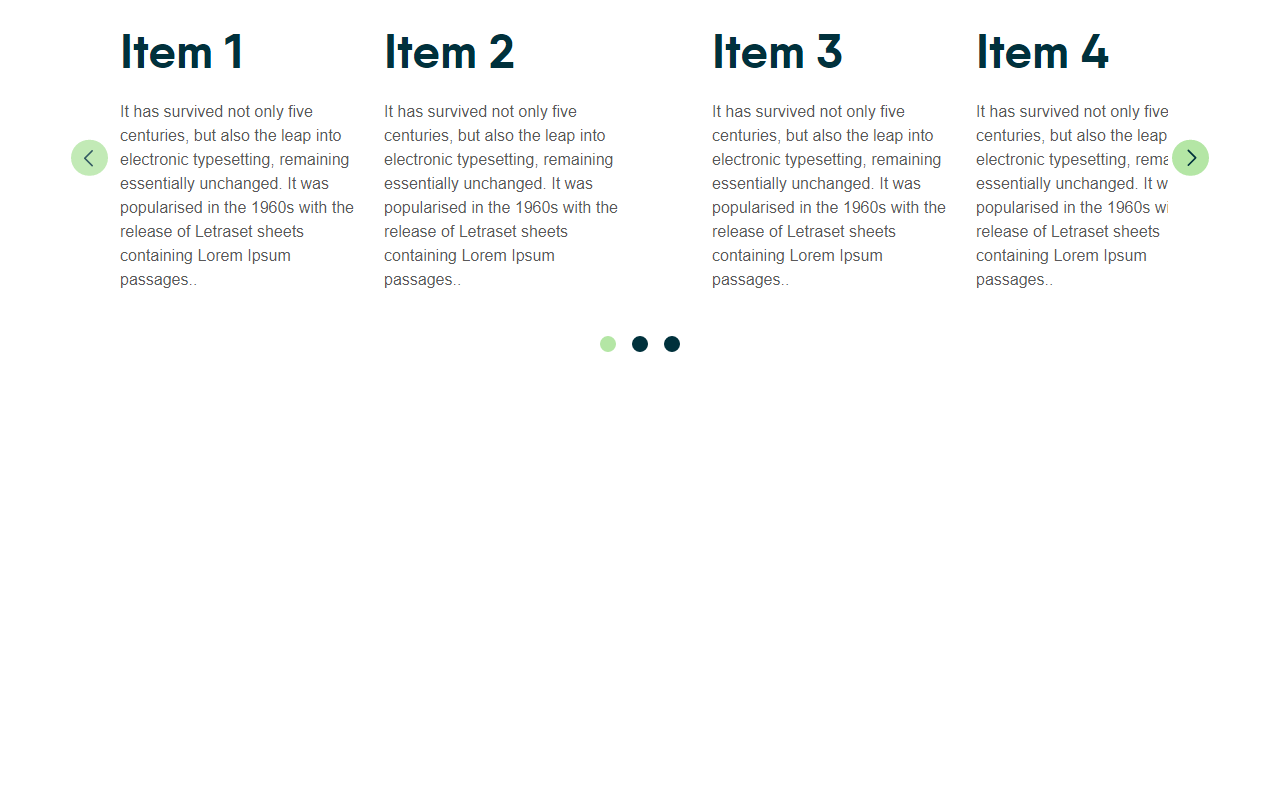 Item 1
It has survived not only five
centuries, but also the leap into
electronic typesetting, remaining
essentially unchanged. It was
popularised in the 1960s with the
release of Letraset sheets
containing Lorem Ipsum
passages..
Item 2
It has survived not only five
centuries, but also the leap into
electronic typesetting, remaining
essentially unchanged. It was
popularised in the 1960s with the
release of Letraset sheets
containing Lorem Ipsum
passages..
Item 3
It has survived not only five
centuries, but also the leap into
electronic typesetting, remaining
essentially unchanged. It was
popularised in the 1960s with the
release of Letraset sheets
containing Lorem Ipsum
passages..
Item 4
It has survived not only five
centuries, but also the leap
electronic typesetting,
essentially unchanged. It
popularised in the 1960s
release of Letraset sheets
containing Lorem Ipsum
passages..